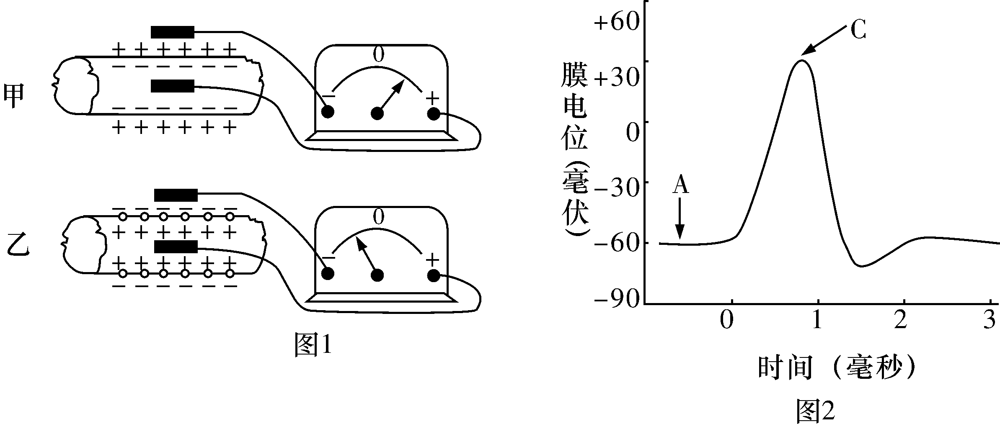 甲
+ + + + + +
− − − − − −
− − − − − −
+ + + + + +
0
− +
乙
− − − − − −
+ + + + + +
+ + + + + +
− − − − − −
0
− +
图1
膜电位(毫伏)
+60
+30
0
−30
−60
−90
A
C
0 1 2 3
时间 (毫秒)
图2